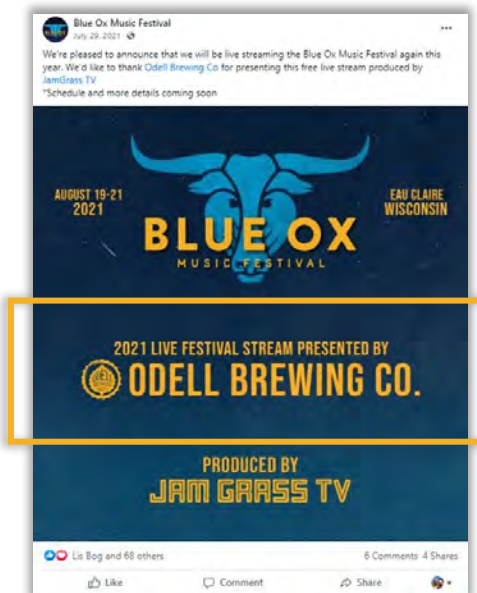 Blue Ox Music Festival
July 29, 2021
We're pleased to announce that we will be live streaming the Blue Ox Music Festival again this
year. We'd like to thank Odell Brewing Co for presenting this free live stream produced by
JamGrass TV
*Schedule and more details coming soon
AUGUST 19-21
2021
EAU CLAIRE
WISCONSIN
BLUE OX
MUSIC FESTIVAL
2021 LIVE FESTIVAL STREAM PRESENTED BY
ODELL BREWING CO.
PRODUCED BY
JAM GRASS TV
Lis Bog and 68 others
6 Comments 4 Shares
Like
Comment
Share